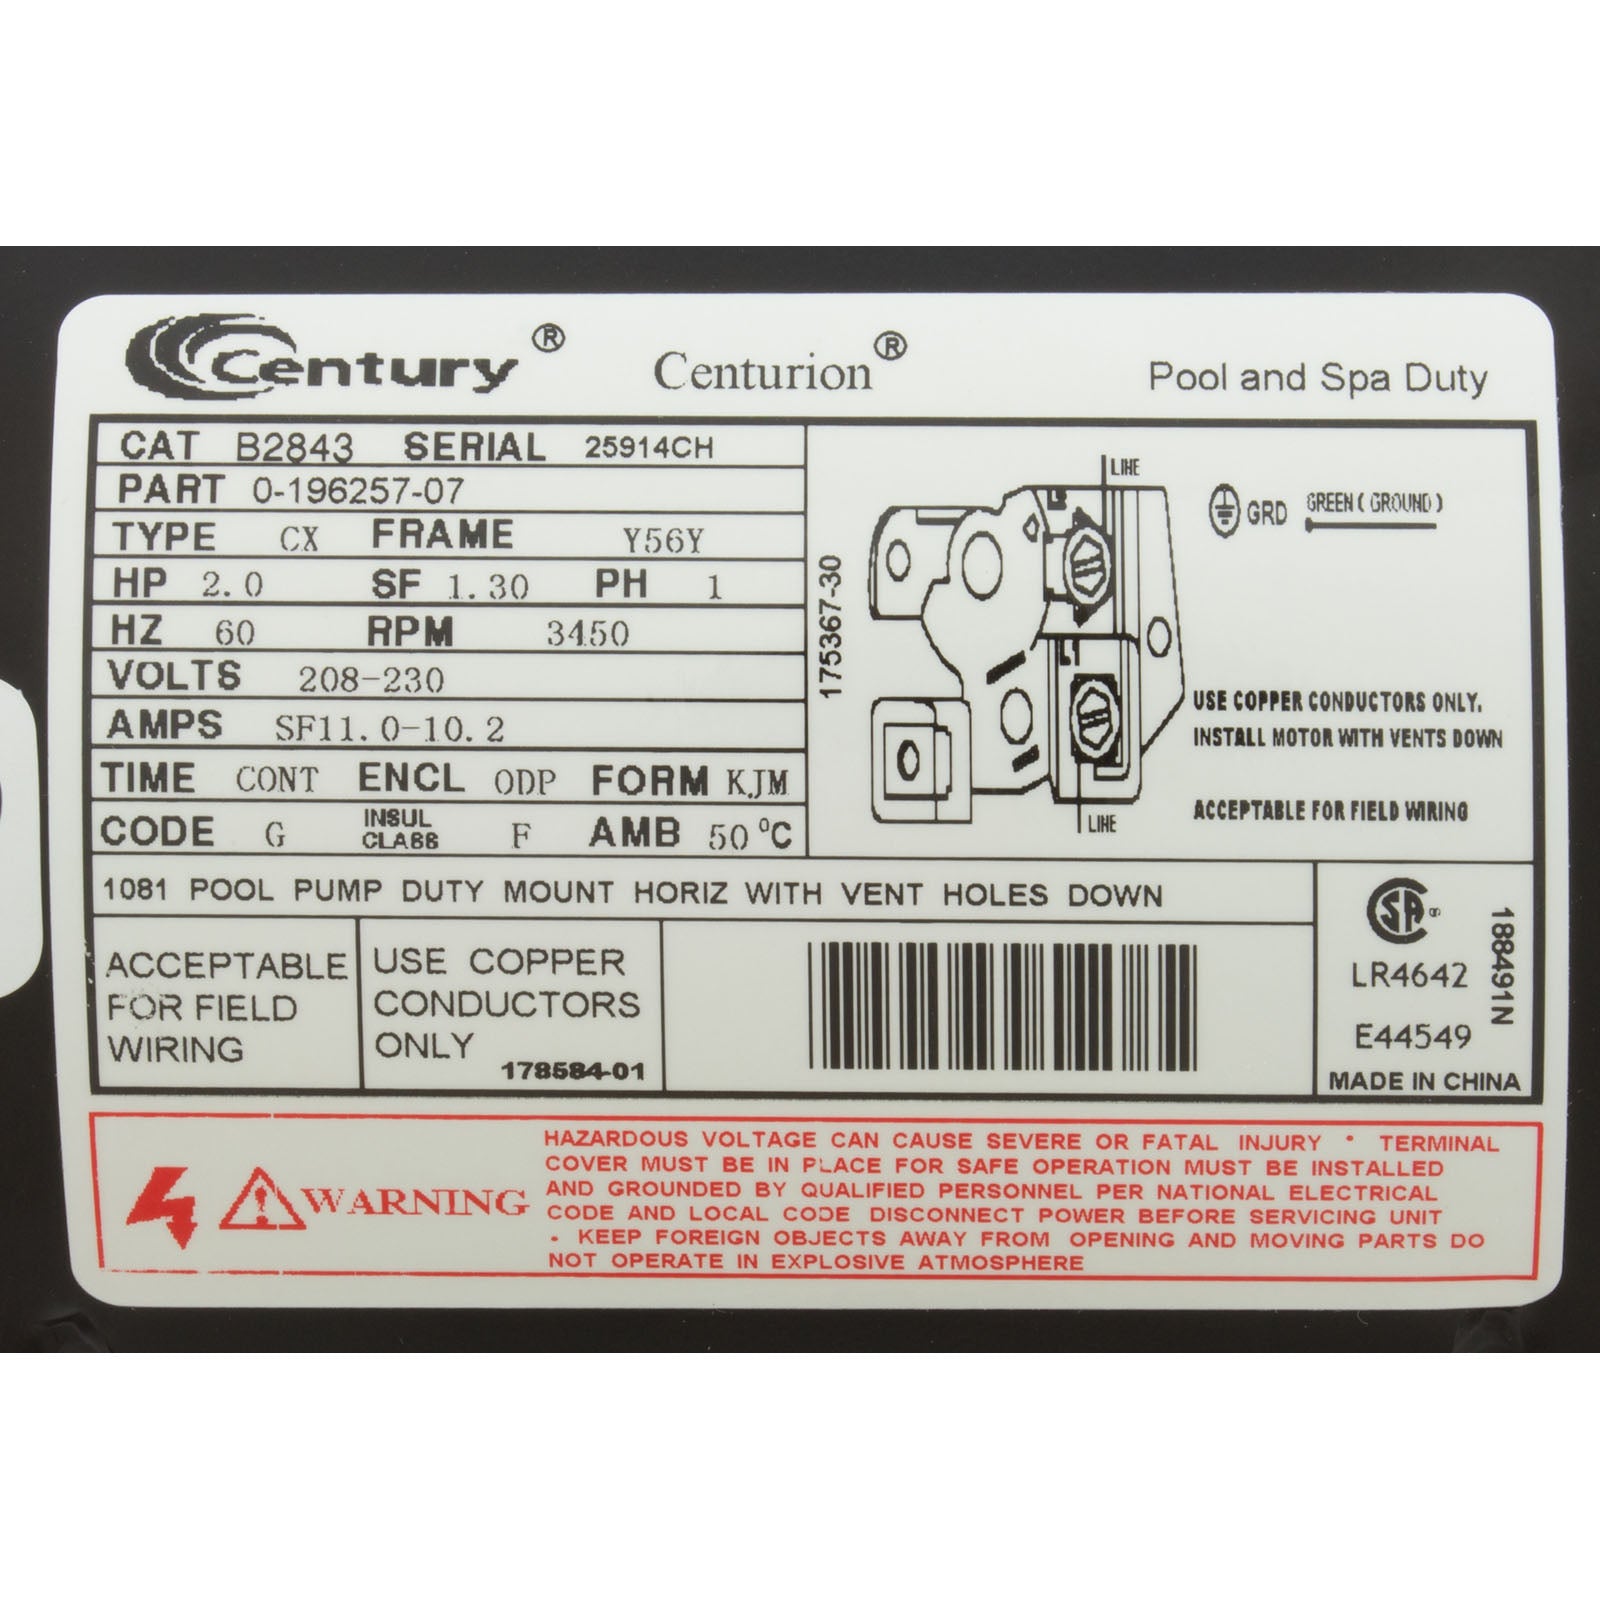 Century ® Centurion ® Pool and Spa Duty
CAT B2843 SERIAL 25914CH
PART 0-196257-07
TYPE CX FRAME Y56Y
HP 2.0 SF 1.30 PH 1
HZ 60 RPM 3450
VOLTS 208-230
AMPS SF11.0-10.2
TIME CONT ENCL ODP FORM KJM
CODE G INSUL CLASS F AMB 50 °C
175367-30
LINE
L2
L1
LINE
GRD GREEN ( GROUND )
USE COPPER CONDUCTORS ONLY.
INSTALL MOTOR WITH VENTS DOWN
ACCEPTABLE FOR FIELD WIRING
1081 POOL PUMP DUTY MOUNT HORIZ WITH VENT HOLES DOWN
ACCEPTABLE
FOR FIELD
WIRING
USE COPPER
CONDUCTORS
ONLY
178584-01
SA ®
LR4642
E44549
188491N
MADE IN CHINA
WARNING
HAZARDOUS VOLTAGE CAN CAUSE SEVERE OR FATAL INJURY • TERMINAL
COVER MUST BE IN PLACE FOR SAFE OPERATION MUST BE INSTALLED
AND GROUNDED BY QUALIFIED PERSONNEL PER NATIONAL ELECTRICAL
CODE AND LOCAL CODE DISCONNECT POWER BEFORE SERVICING UNIT
• KEEP FOREIGN OBJECTS AWAY FROM OPENING AND MOVING PARTS DO
NOT OPERATE IN EXPLOSIVE ATMOSPHERE